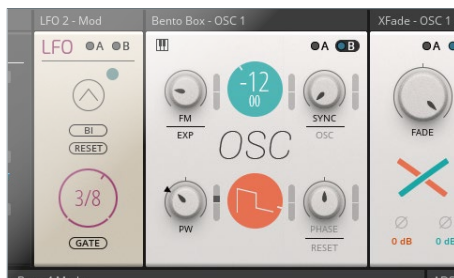 LFO 2 - Mod
Bento Box - OSC 1
XFade - OSC 1
LFO
A
B
A
B
A
-12
00
FM
EXP
SYNC
OSC
FADE
BI
RESET
OSC
3/8
PW
PHASE
RESET
GATE
0 dB
0 dB